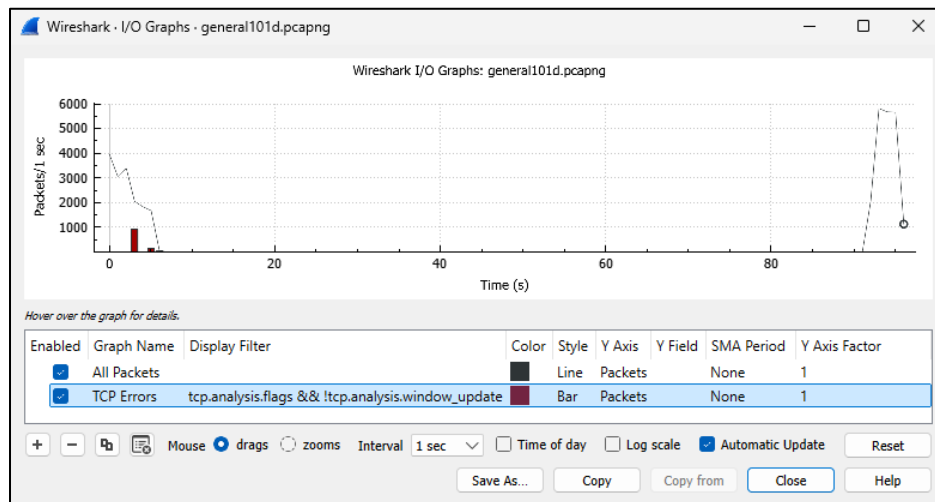 Wireshark · I/O Graphs · general101d.pcapng
Wireshark I/O Graphs: general101d.pcapng
6000
5000
4000
3000
2000
1000
Packets/1 sec
0 20 40 60 80
Time (s)
Hover over the graph for details.
Enabled Graph Name Display Filter Color Style Y Axis Y Field SMA Period Y Axis Factor
All Packets Line Packets None 1
TCP Errors tcp.analysis.flags && !tcp.analysis.window_update Bar Packets None 1
+ − Mouse drags zooms Interval 1 sec Time of day Log scale Automatic Update Reset
Save As... Copy Copy from Close Help